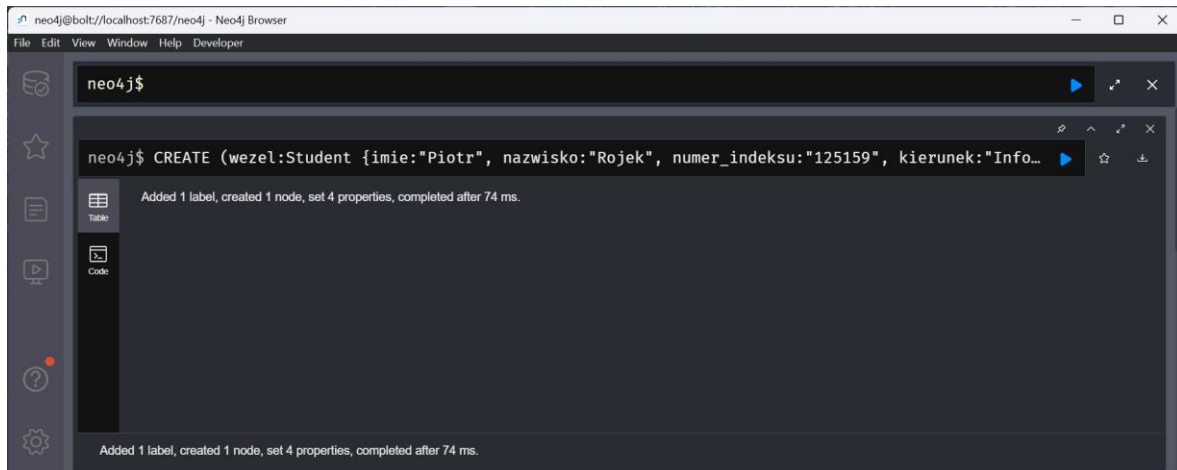 neo4j@bolt://localhost:7687/neo4j - Neo4j Browser
File Edit View Window Help Developer
neo4j$
neo4j$ CREATE (wezel:Student {imie:"Piotr", nazwisko:"Rojek", numer_indeksu:"125159", kierunek:"Info…
Table
Added 1 label, created 1 node, set 4 properties, completed after 74 ms.
Code
Added 1 label, created 1 node, set 4 properties, completed after 74 ms.